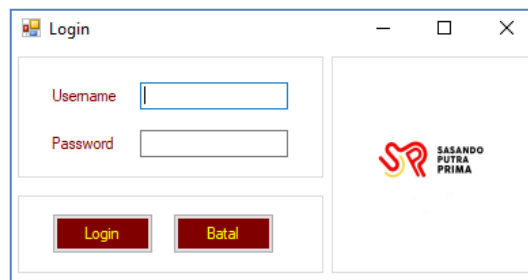 Login
Username
Password
Login
Batal
SASANDO
PUTRA
PRIMA